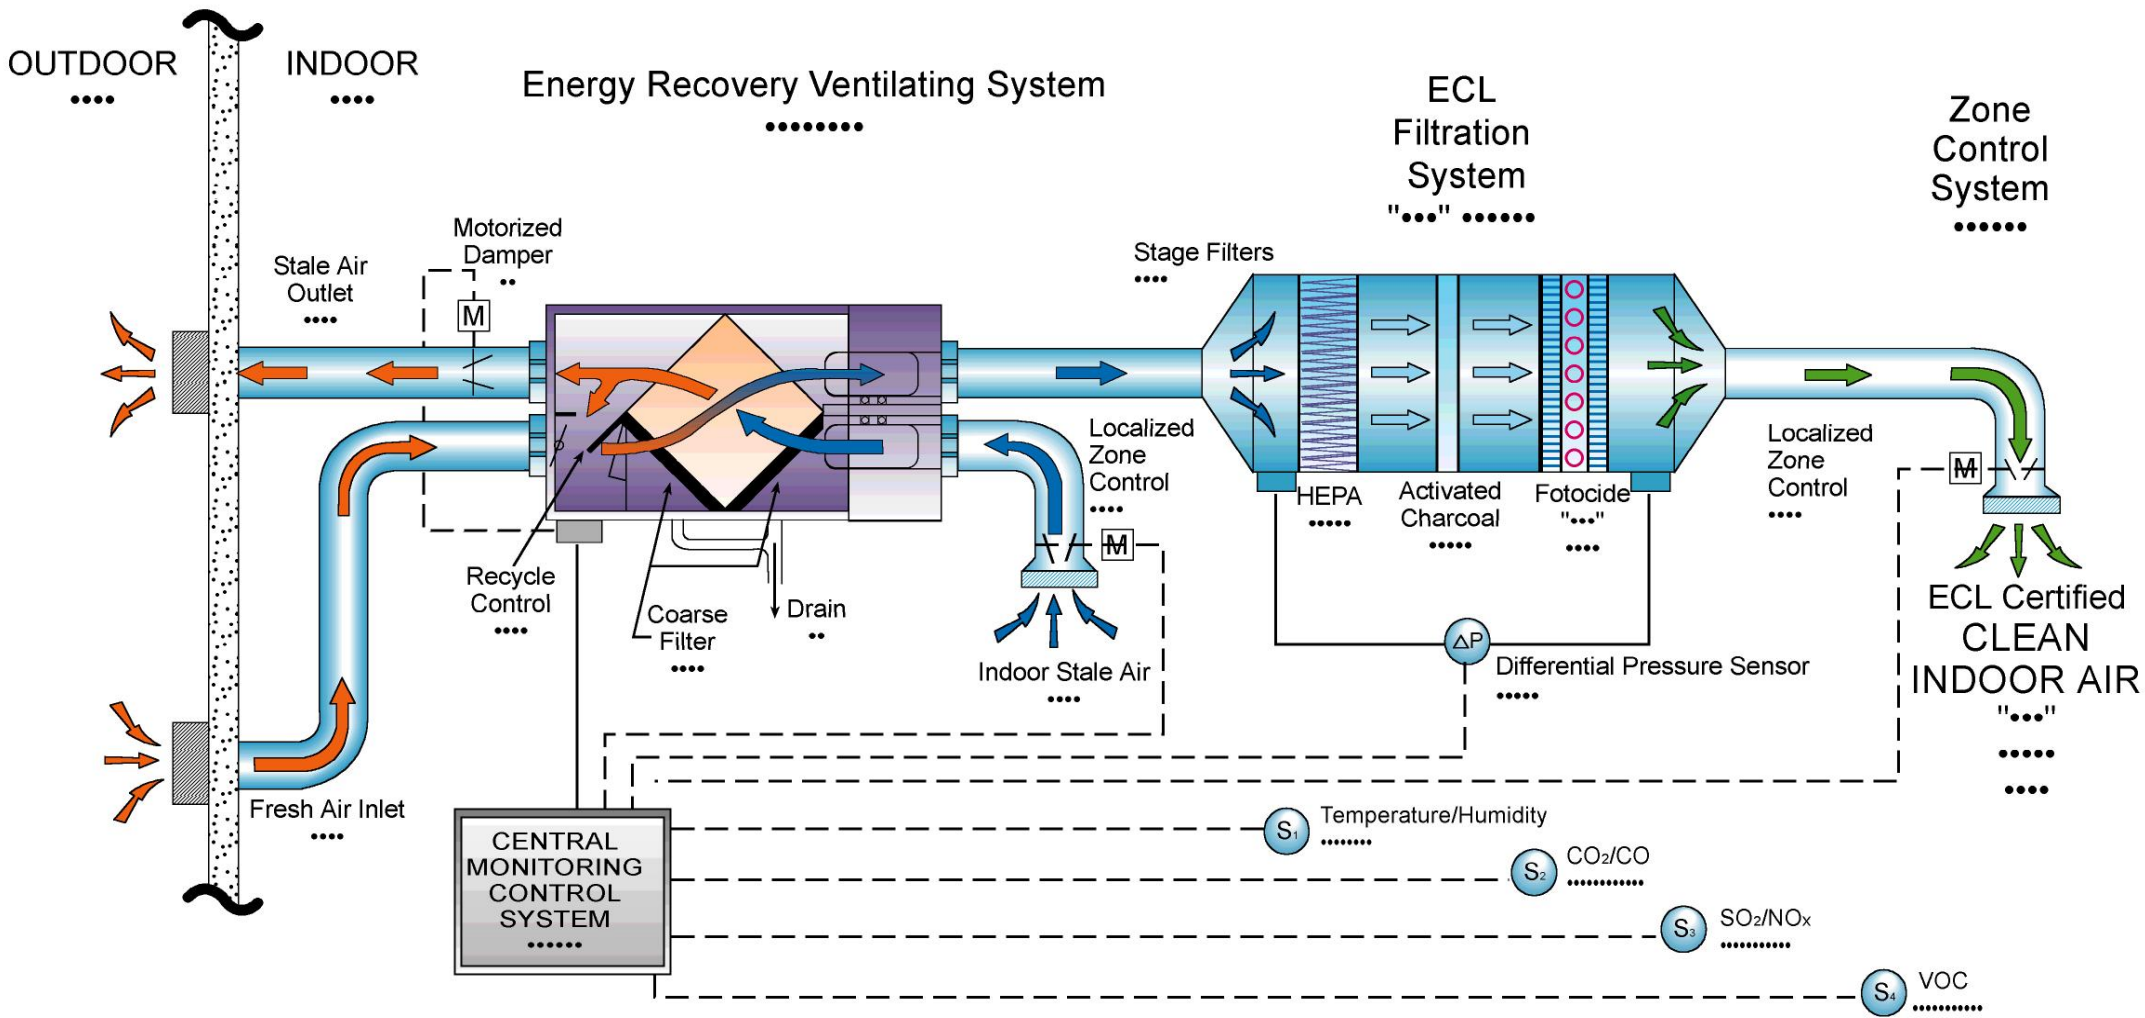 OUTDOOR
••••
INDOOR
••••
Energy Recovery Ventilating System
••••••••
ECL
Filtration
System
"•••" ••••••
Zone
Control
System
••••••
Motorized
Damper
••
Stale Air
Outlet
••••
M
Stage Filters
••••
Localized
Zone
Control
••••
M
HEPA
•••••
Activated
Charcoal
•••••
Fotocide
"•••"
••••
Localized
Zone
Control
••••
M
Recycle
Control
••••
Coarse
Filter
••••
Drain
••
Indoor Stale Air
••••
ΔP
Differential Pressure Sensor
•••••
ECL Certified
CLEAN
INDOOR AIR
"•••"
•••••
••••
Fresh Air Inlet
••••
CENTRAL
MONITORING
CONTROL
SYSTEM
••••••
S1
Temperature/Humidity
••••••••
S2
CO2/CO
••••••••••••
S3
SO2/NOx
•••••••••••
S4
VOC
•••••••••••